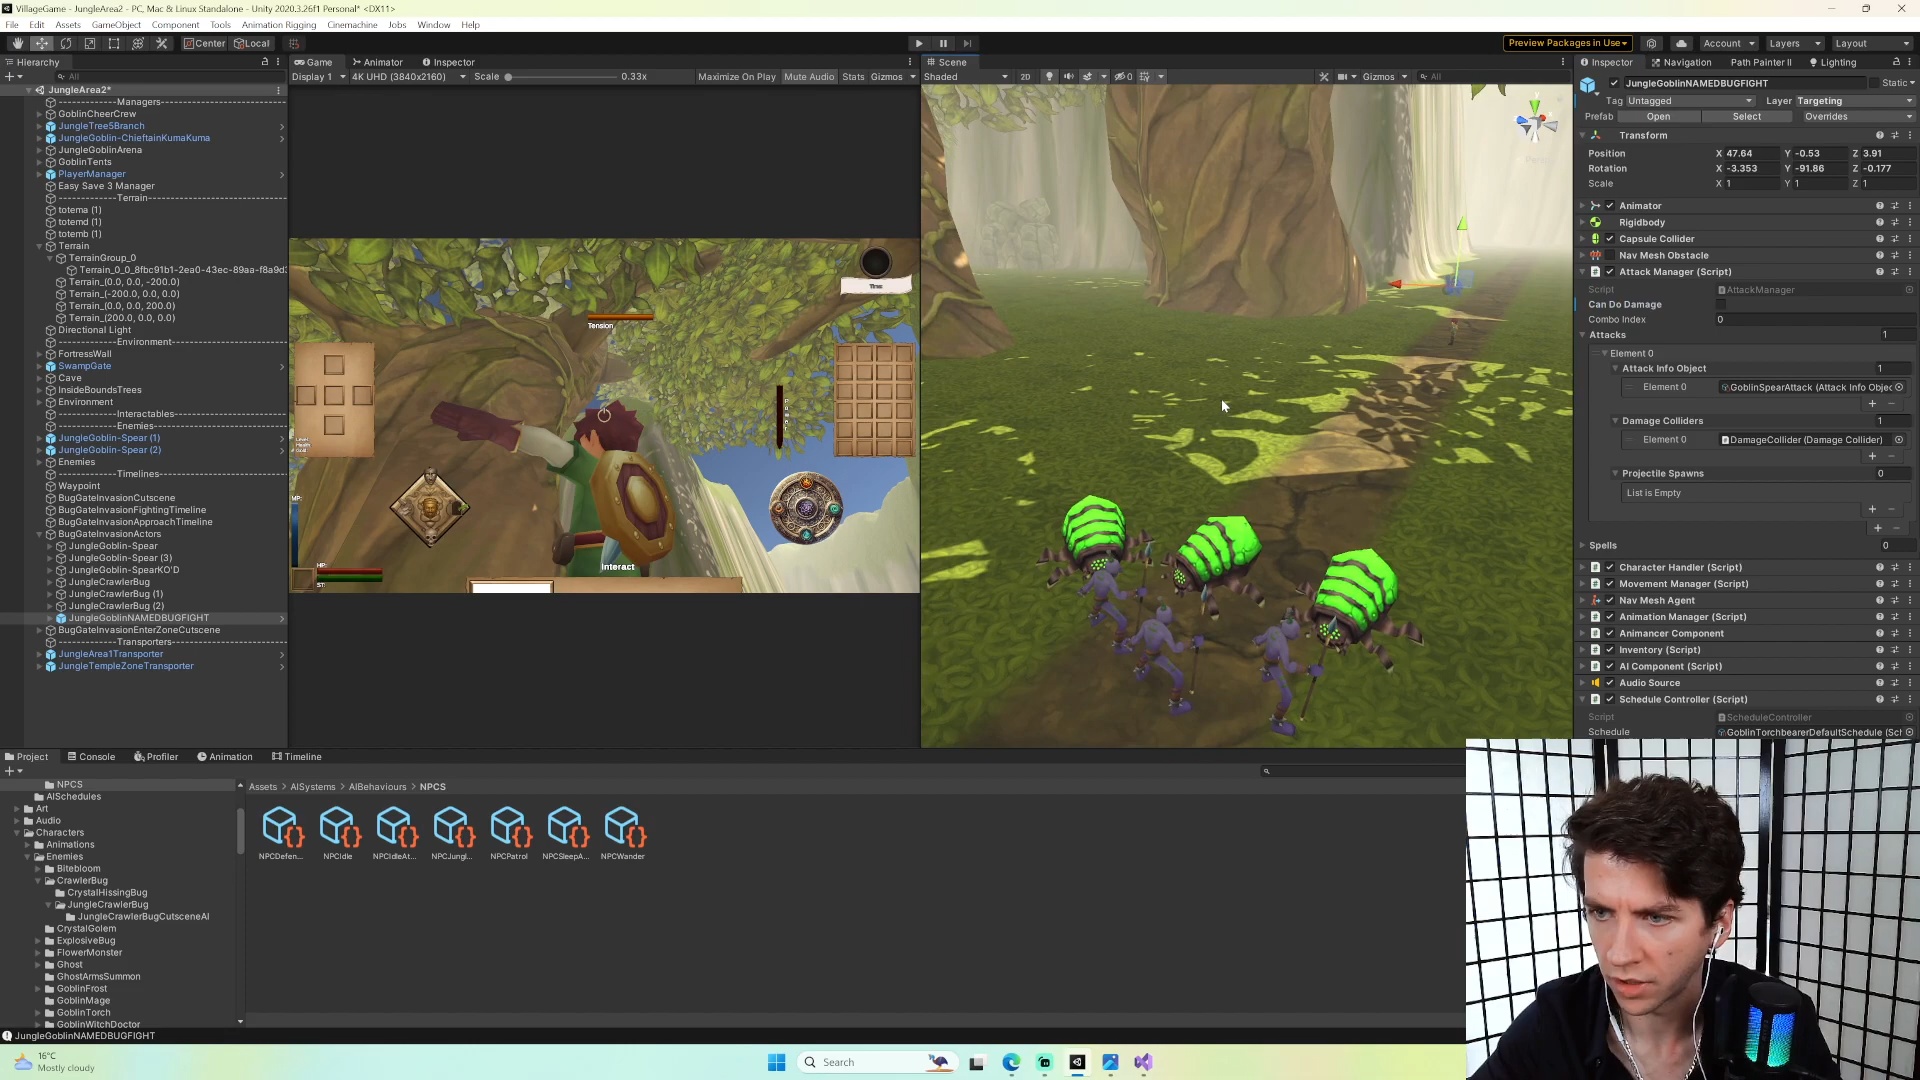 VillageGame - JungleArea2 - PC, Mac & Linux Standalone - Unity 2020.3.26f1 Personal* <DX11>
File Edit Assets GameObject Component Tools Animation Rigging Cinemachine Jobs Window Help
Center Local
Preview Packages in Use
Account Layers Layout
Hierarchy
All
JungleArea2*
Managers
GoblinCheerCrew
JungleTree5Branch
JungleGoblin-ChieftainKumaKuma
JungleGoblinArena
GoblinTents
PlayerManager
Easy Save 3 Manager
Terrain
totema (1)
totemd (1)
totemb (1)
Terrain
TerrainGroup_0
Terrain_0_0_8fbc91b1-2ea0-43ec-89aa-f8a9d3
Terrain_(0.0, 0.0, -200.0)
Terrain_(-200.0, 0.0, 0.0)
Terrain_(0.0, 0.0, 200.0)
Terrain_(200.0, 0.0, 0.0)
Directional Light
Environment
FortressWall
SwampGate
Cave
InsideBoundsTrees
Environment
Interactables
Enemies
JungleGoblin-Spear (1)
JungleGoblin-Spear (2)
Enemies
Timelines
Waypoint
BugGateInvasionCutscene
BugGateInvasionFightingTimeline
BugGateInvasionApproachTimeline
BugGateInvasionActors
JungleGoblin-Spear
JungleGoblin-Spear (3)
JungleGoblin-SpearKO'D
JungleCrawlerBug
JungleCrawlerBug (1)
JungleCrawlerBug (2)
JungleGoblinNAMEDBUGFIGHT
BugGateInvasionEnterZoneCutscene
Transporters
JungleArea1Transporter
JungleTempleZoneTransporter
Game Animator Inspector
Display 1 4K UHD (3840x2160) Scale 0.33x Maximize On Play Mute Audio Stats Gizmos
Tension
Interact
HP:
ST:
MP:
Scene
Shaded 2D 0 Gizmos All
Inspector Navigation Path Painter II Lighting
JungleGoblinNAMEDBUGFIGHT Static
Tag Untagged Layer Targeting
Prefab Open Select Overrides
Transform
Position X 47.64 Y -0.53 Z 3.91
Rotation X -3.353 Y -91.86 Z -0.177
Scale X 1 Y 1 Z 1
Animator
Rigidbody
Capsule Collider
Nav Mesh Obstacle
Attack Manager (Script)
Script AttackManager
Can Do Damage
Combo Index 0
Attacks 1
Element 0
Attack Info Object 1
Element 0 GoblinSpearAttack (Attack Info Objec
Damage Colliders 1
Element 0 DamageCollider (Damage Collider)
Projectile Spawns 0
List is Empty
Spells 0
Character Handler (Script)
Movement Manager (Script)
Nav Mesh Agent
Animation Manager (Script)
Animancer Component
Inventory (Script)
AI Component (Script)
Audio Source
Schedule Controller (Script)
Script ScheduleController
Schedule GoblinTorchbearerDefaultSchedule (Sch
Project Console Profiler Animation Timeline
NPCS
AISchedules
Art
Audio
Characters
Animations
Enemies
Bitebloom
CrawlerBug
CrystalHissingBug
JungleCrawlerBug
JungleCrawlerBugCutsceneAI
CrystalGolem
ExplosiveBug
FlowerMonster
Ghost
GhostArmsSummon
GoblinFrost
GoblinMage
GoblinTorch
GoblinWitchDoctor
Assets > AISystems > AIBehaviours > NPCS
NPCDefen... NPCIdle NPCIdleAt... NPCJungl... NPCPatrol NPCSleepA... NPCWander
JungleGoblinNAMEDBUGFIGHT
16°C
Mostly cloudy
Search